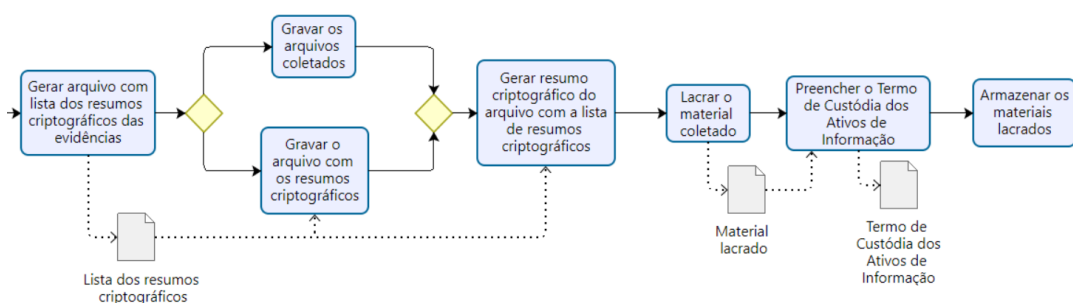 Gerar arquivo com
lista dos resumos
criptográficos das
evidências
Gravar os
arquivos
coletados
Gravar o
arquivo com
os resumos
criptográficos
Gerar resumo
criptográfico do
arquivo com a lista
de resumos
criptográficos
Lacrar o
material
coletado
Preencher o Termo
de Custódia dos
Ativos de
Informação
Armazenar os
materiais
lacrados
Lista dos resumos
criptográficos
Material
lacrado
Termo de
Custódia dos
Ativos de
Informação